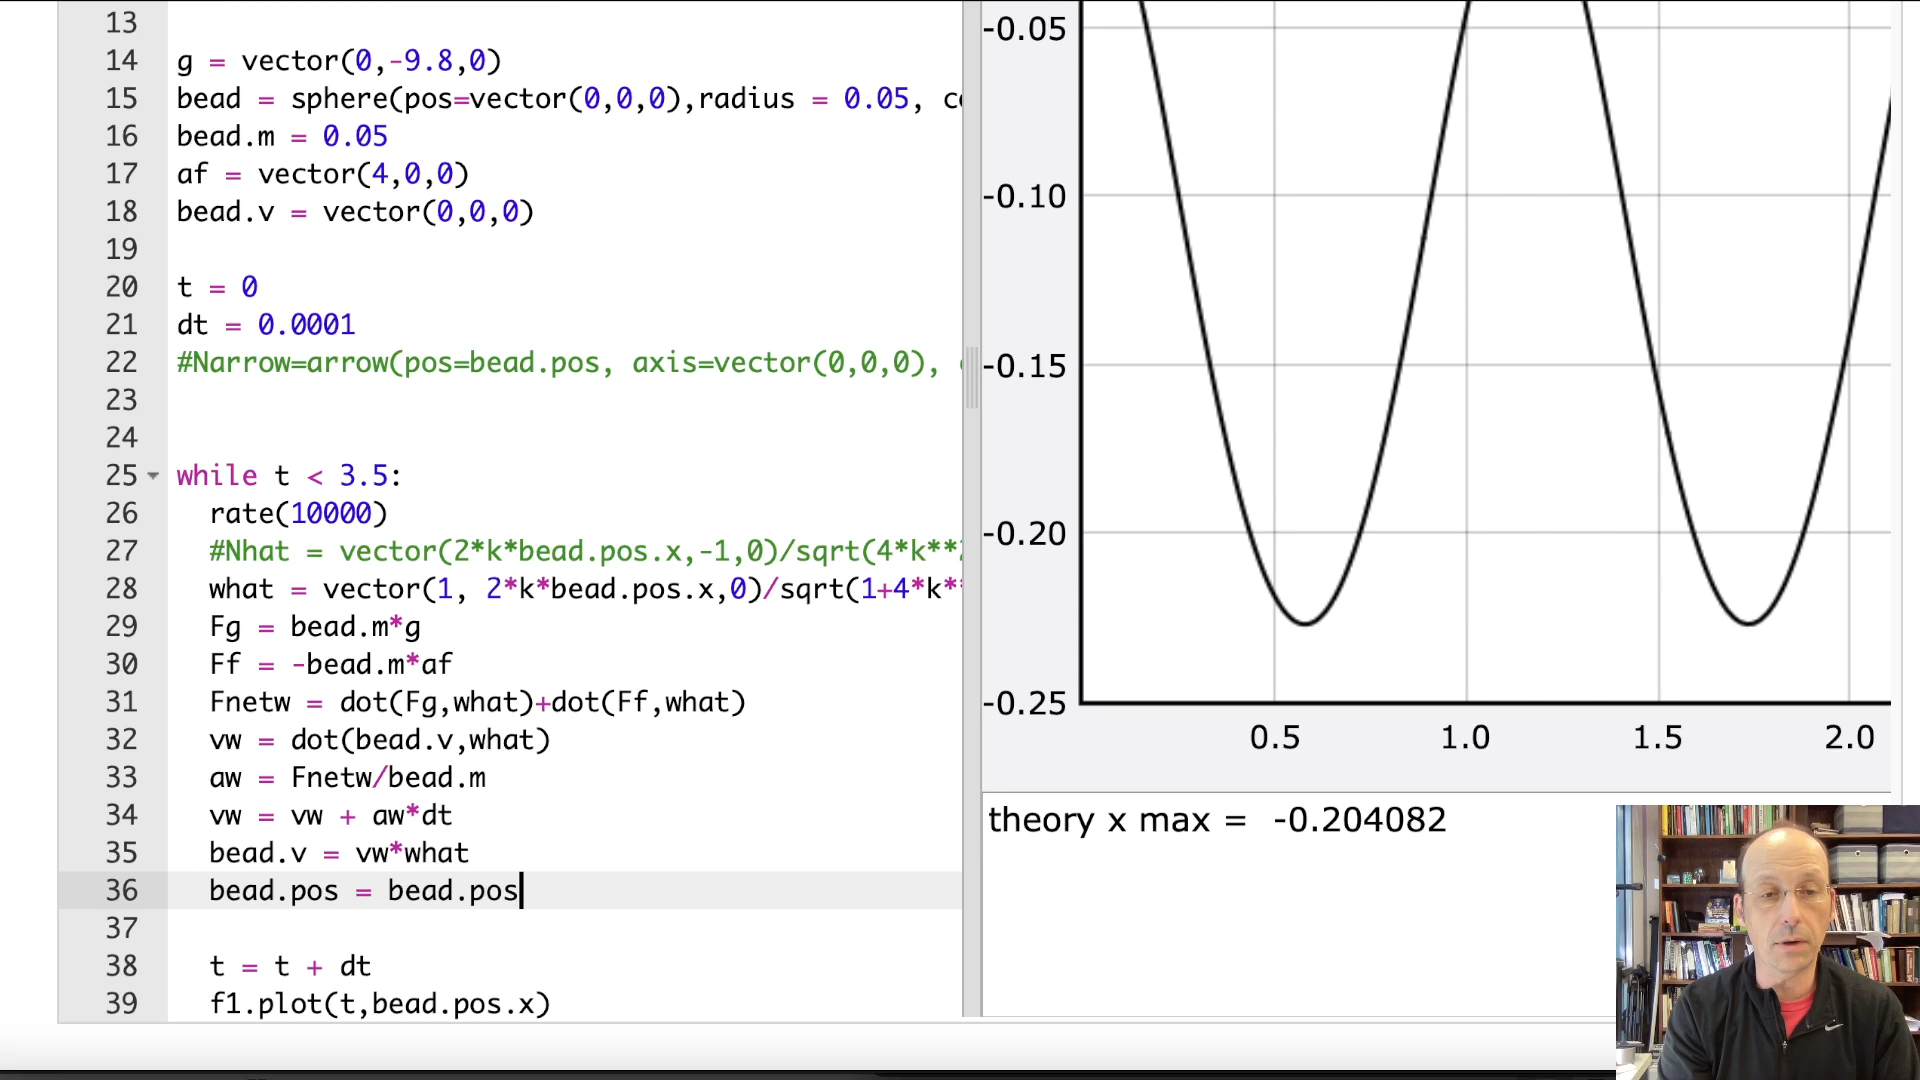 13
14 g = vector(0,-9.8,0)
15 bead = sphere(pos=vector(0,0,0),radius = 0.05,
16 bead.m = 0.05
17 af = vector(4,0,0)
18 bead.v = vector(0,0,0)
19
20 t = 0
21 dt = 0.0001
22 #Narrow=arrow(pos=bead.pos, axis=vector(0,0,0),
23
24
25 while t < 3.5:
26 rate(10000)
27 #Nhat = vector(2*k*bead.pos.x,-1,0)/sqrt(4*k**
28 what = vector(1, 2*k*bead.pos.x,0)/sqrt(1+4*k*
29 Fg = bead.m*g
30 Ff = -bead.m*af
31 Fnetw = dot(Fg,what)+dot(Ff,what)
32 vw = dot(bead.v,what)
33 aw = Fnetw/bead.m
34 vw = vw + aw*dt
35 bead.v = vw*what
36 bead.pos = bead.pos
37
38 t = t + dt
39 f1.plot(t,bead.pos.x)
-0.05
-0.10
-0.15
-0.20
-0.25
0.5 1.0 1.5 2.0
theory x max = -0.204082